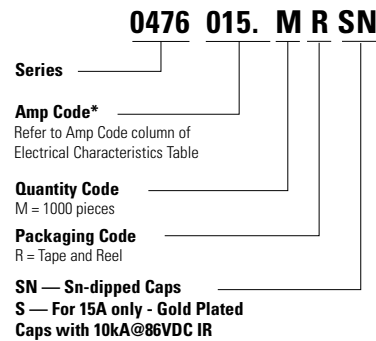 0476 015. M R SN
Series
Amp Code*
Refer to Amp Code column of
Electrical Characteristics Table
Quantity Code
M = 1000 pieces
Packaging Code
R = Tape and Reel
SN — Sn-dipped Caps
S — For 15A only - Gold Plated
Caps with 10kA@86VDC IR